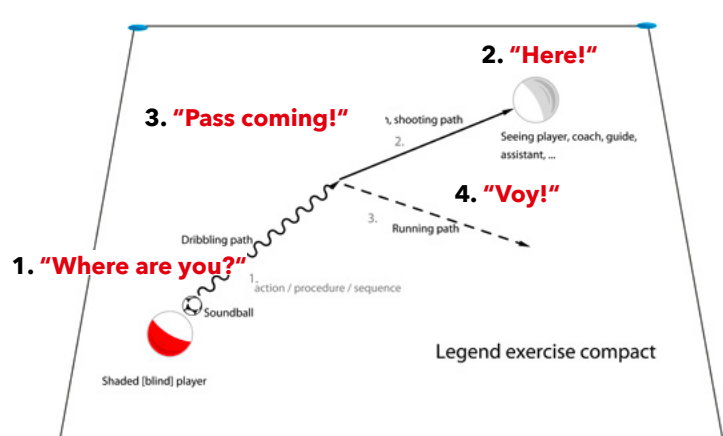 2. “Here!“
3. “Pass coming!“
, shooting path
2.
Seeing player, coach, guide,
assistant, ...
4. “Voy!“
3.
Running path
Dribbling path
1. “Where are you?“
1.
action / procedure / sequence
Soundball
Legend exercise compact
Shaded [blind] player